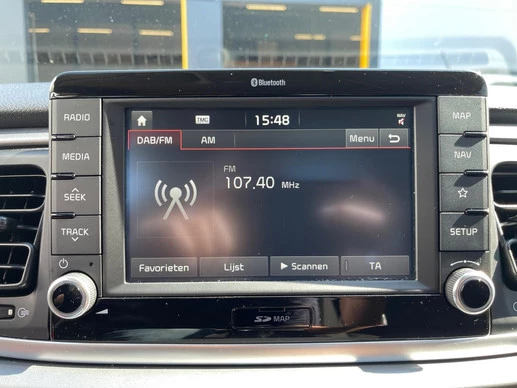 Bluetooth
RADIO
MEDIA
SEEK
TRACK
TMC
15:48
NAV
DAB/FM
AM
Menu
FM
107.40 MHz
Favorieten
Lijst
Scannen
TA
MAP
NAV
SETUP
SD MAP